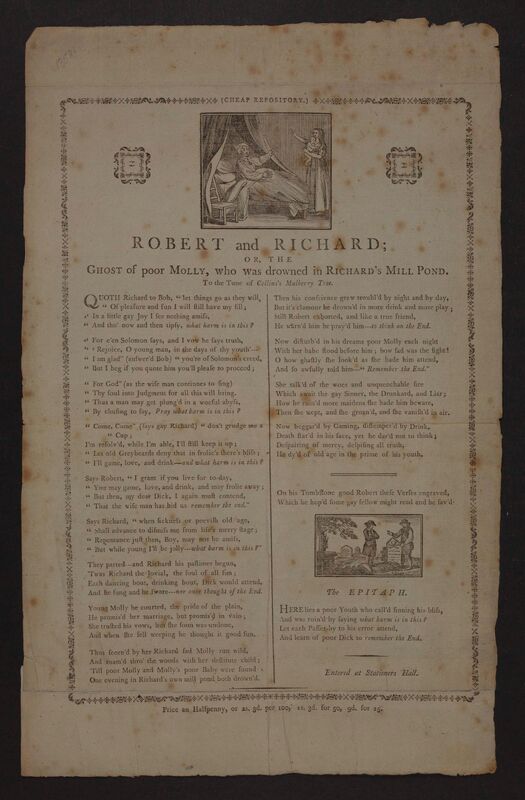 (CHEAP REPOSITORY.)
ROBERT and RICHARD;
OR, THE
GHOST of poor MOLLY, who was drowned in RICHARD'S MILL POND.
To the Tune of Collins's Mulberry Tree.
QUOTH Richard to Bob, "let things go as they will,
"Of pleasure and fun I will still have my fill;
"In a little gay Joy I see nothing amiss,
"And tho' now and then tipsy, what harm is in this?
"For e'en Solomon says, and I vow he says truth,
"Rejoice, O young man, in the days of thy youth"
"I am glad" (answer'd Bob) "you're of Solomon's creed,
"But I beg if you quote him you'll please so proceed;
"For God" (as the wise man continues to sing)
"Thy soul into Judgment for all this will bring.
"Thus a man may get plung'd in a woeful abyss,
"By chusing to say, Pray what harm is in this?
"Come, Come" (says gay Richard) "don't grudge me a
"Cup;
I'm resolv'd, while I'm able, I'll still keep it up;
"Let old Greybeards deny that in frolic's there's bliss;
"I'll game, love, and drink—and what harm is in this?
Says Robert, "I grant if you live for to-day,
"You may game, love, and drink, and may frolic away;
"But then, my dear Dick, I again must contend,
"That the wise man has bid us remember the end."
Says Richard, "when sickness or peevish old age,
"Shall advance to dismiss me from life's merry stage;
"Repentance just then, Boy, may not be amiss,
"But while young I'll be jolly—what harm is in this?"
They parted—and Richard his pastimes begun,
'Twas Richard the Jovial, the soul of all fun;
Each dancing bout, drinking bout, Dick would attend,
And he sung and he swore—nor once thought of the End.
Young Molly he courted, the pride of the plain,
He promis'd her marriage, but promis'd in vain;
She trusted his vows, but she soon was undone,
And when she fell weeping he thought it good fun.
Thus scorn'd by her Richard sad Molly run wild,
And roam'd thro' the woods with her destitute child;
Till poor Molly and Molly's poor Baby were found
One evening in Richard's own mill pond both drown'd.
Then his conscience grew troubl'd by night and by day,
But it's clamour he drown'd in more drink and more play;
Still Robert exhorted, and like a true friend,
He warn'd him he pray'd him—to think on the End.
Now disturb'd in his dreams poor Molly each night
With her babe stood before him; how sad was the sight!
O how ghastly she look'd as she bade him attend,
And so awfully told him—"Remember the End."
She talk'd of the woes and unquenchable fire
Which await the gay Sinner, the Drunkard, and Liar;
How he ruin'd more maidens she bade him beware,
Then she wept, and she groan'd, and she vanish'd in air.
Now beggar'd by Gaming, distemper'd by Drink,
Death star'd in his face, yet he dar'd not to think;
Despairing of mercy, despising all truth,
He dy'd of old age in the prime of his youth.
On his Tombstone good Robert these Verses engraved,
Which he hop'd some gay fellow might read and be sav'd.
The EPITAPH.
HERE lies a poor Youth who call'd sinning his bliss,
And was ruin'd by saying what harm is in this?
Let each Passer-by to his error attend,
And learn of poor Dick to remember the End.
Entered at Stationers Hall.
Price an Halfpenny, or 2s. 3d. per 100, 1s. 3d. for 50, 9d. for 25.